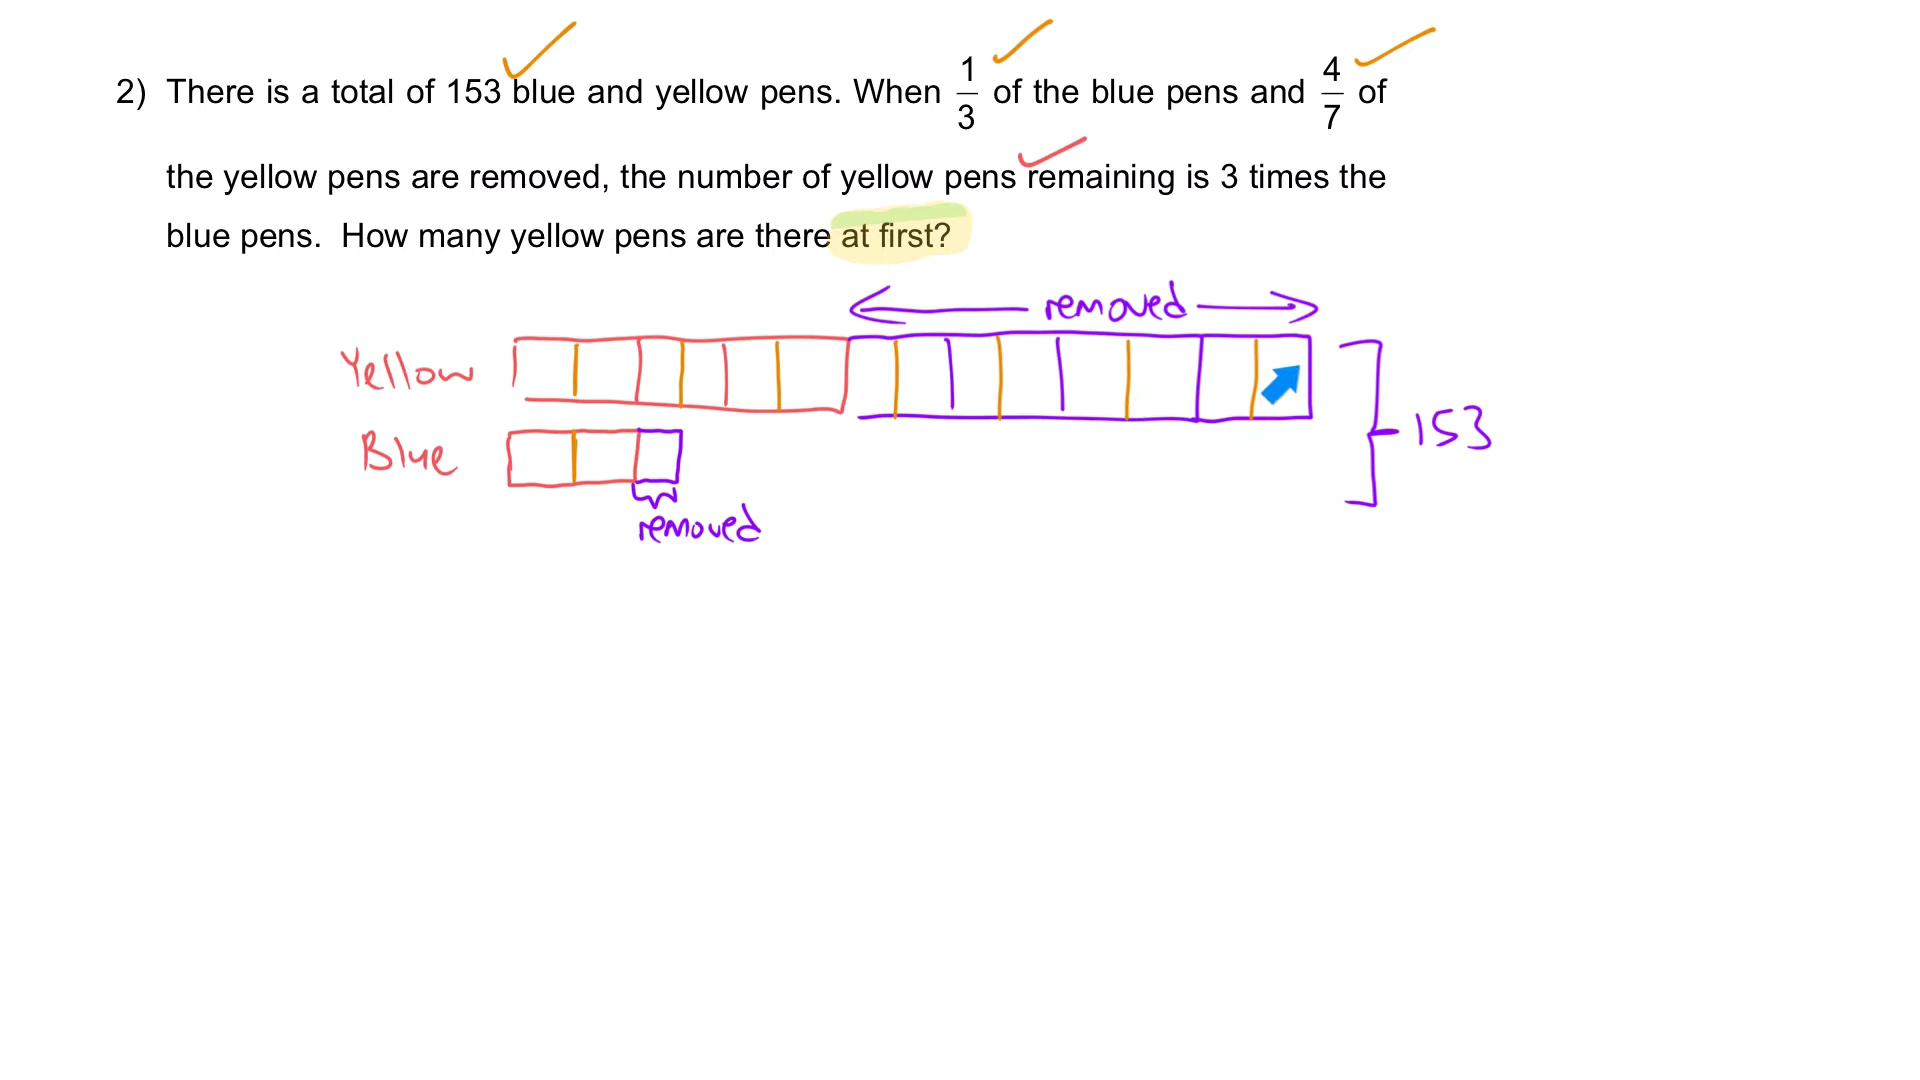 2) There is a total of 153 blue and yellow pens. When 1/3 of the blue pens and 4/7 of
the yellow pens are removed, the number of yellow pens remaining is 3 times the
blue pens. How many yellow pens are there at first?
removed
Yellow
153
Blue
removed